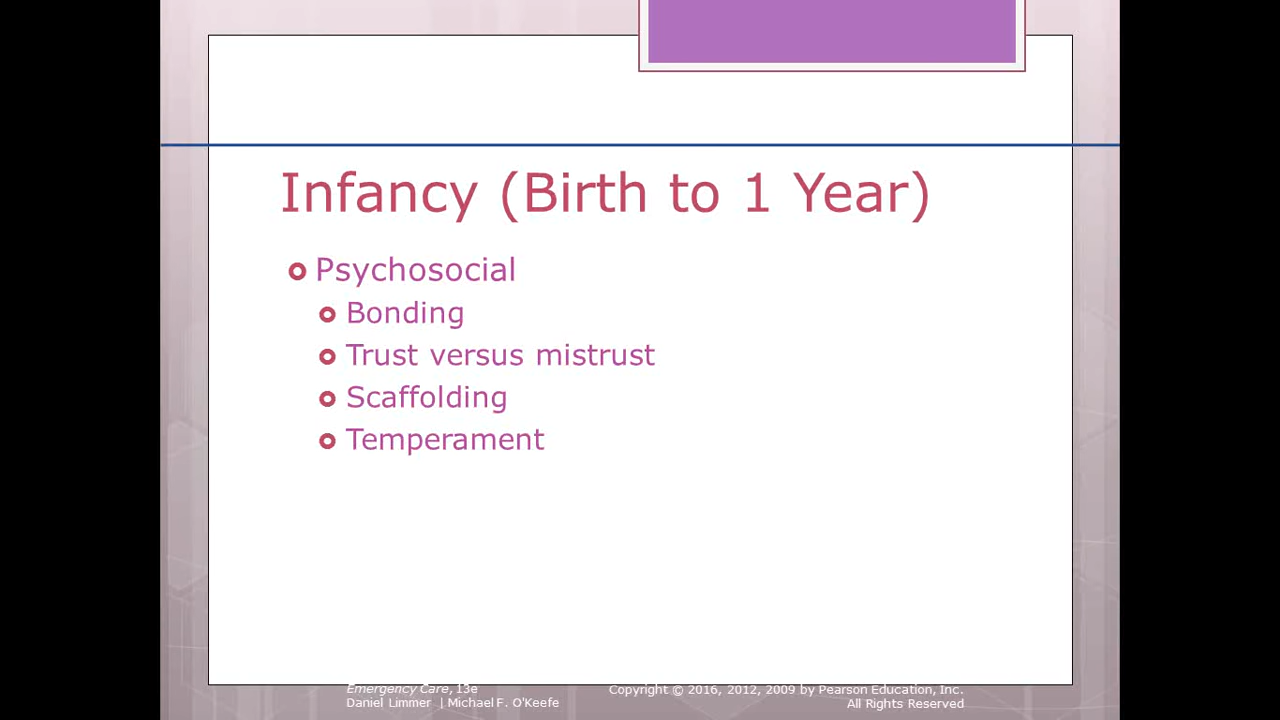 Infancy (Birth to 1 Year)
Psychosocial
Bonding
Trust versus mistrust
Scaffolding
Temperament
Emergency Care, 13e
Daniel Limmer | Michael F. O'Keefe
Copyright © 2016, 2012, 2009 by Pearson Education, Inc.
All Rights Reserved